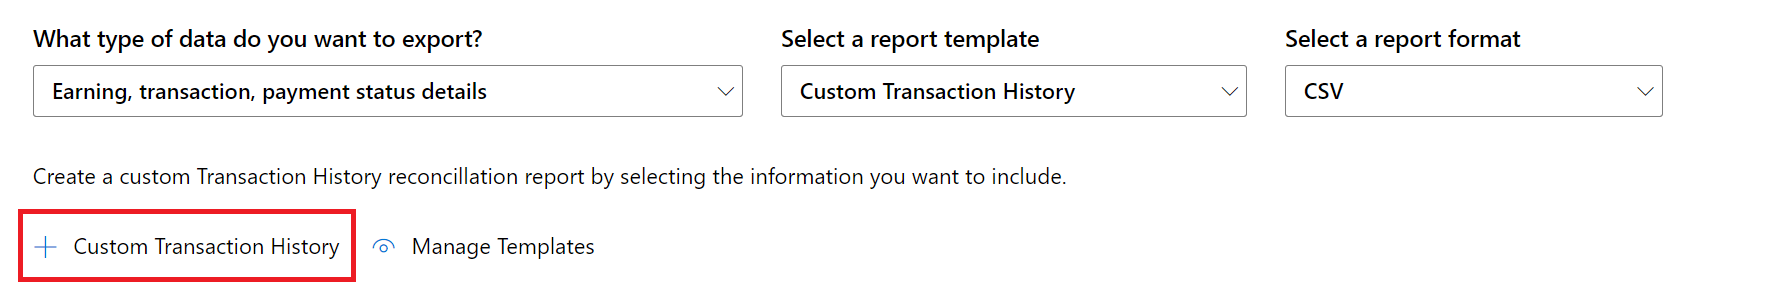 What type of data do you want to export?
Select a report template
Select a report format
Earning, transaction, payment status details
Custom Transaction History
CSV
Create a custom Transaction History reconcillation report by selecting the information you want to include.
Custom Transaction History
Manage Templates